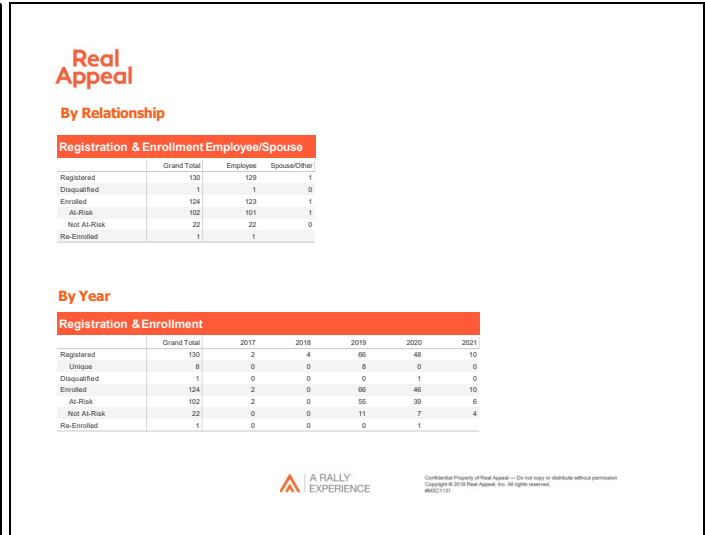 Real
Appeal
By Relationship
Registration & Enrollment Employee/Spouse
Grand Total Employee Spouse/Other
Registered 130 129 1
Disqualified 1 1 0
Enrolled 124 123 1
At-Risk 102 101 1
Not At-Risk 22 22 0
Re-Enrolled 1 1
By Year
Registration & Enrollment
Grand Total 2017 2018 2019 2020 2021
Registered 130 2 4 66 48 10
Unique 8 0 0 8 0 0
Disqualified 1 0 0 0 1 0
Enrolled 124 2 0 66 46 10
At-Risk 102 2 0 55 39 6
Not At-Risk 22 0 0 11 7 4
Re-Enrolled 1 0 0 0 1
A RALLY
EXPERIENCE
Confidential Property of Real Appeal — Do not copy or distribute without permission
Copyright © 2019 Real Appeal, Inc. All rights reserved.
#MSC1131